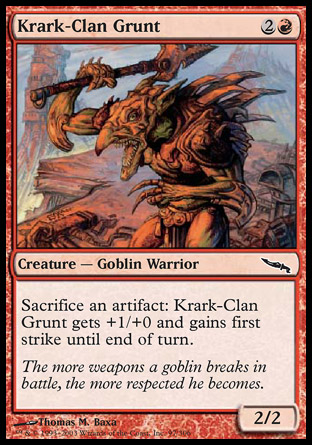 Krark-Clan Grunt 2
Creature — Goblin Warrior
Sacrifice an artifact: Krark-Clan
Grunt gets +1/+0 and gains first
strike until end of turn.
The more weapons a goblin breaks in
battle, the more respected he becomes.
Thomas M. Baxa
2/2